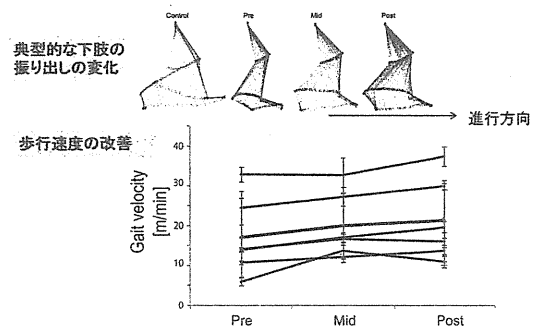 Control Pre Mid Post
典型的な下肢の
振り出しの変化
進行方向
歩行速度の改善
Gait velocity
[m/min]
40
30
20
10
0
Pre Mid Post